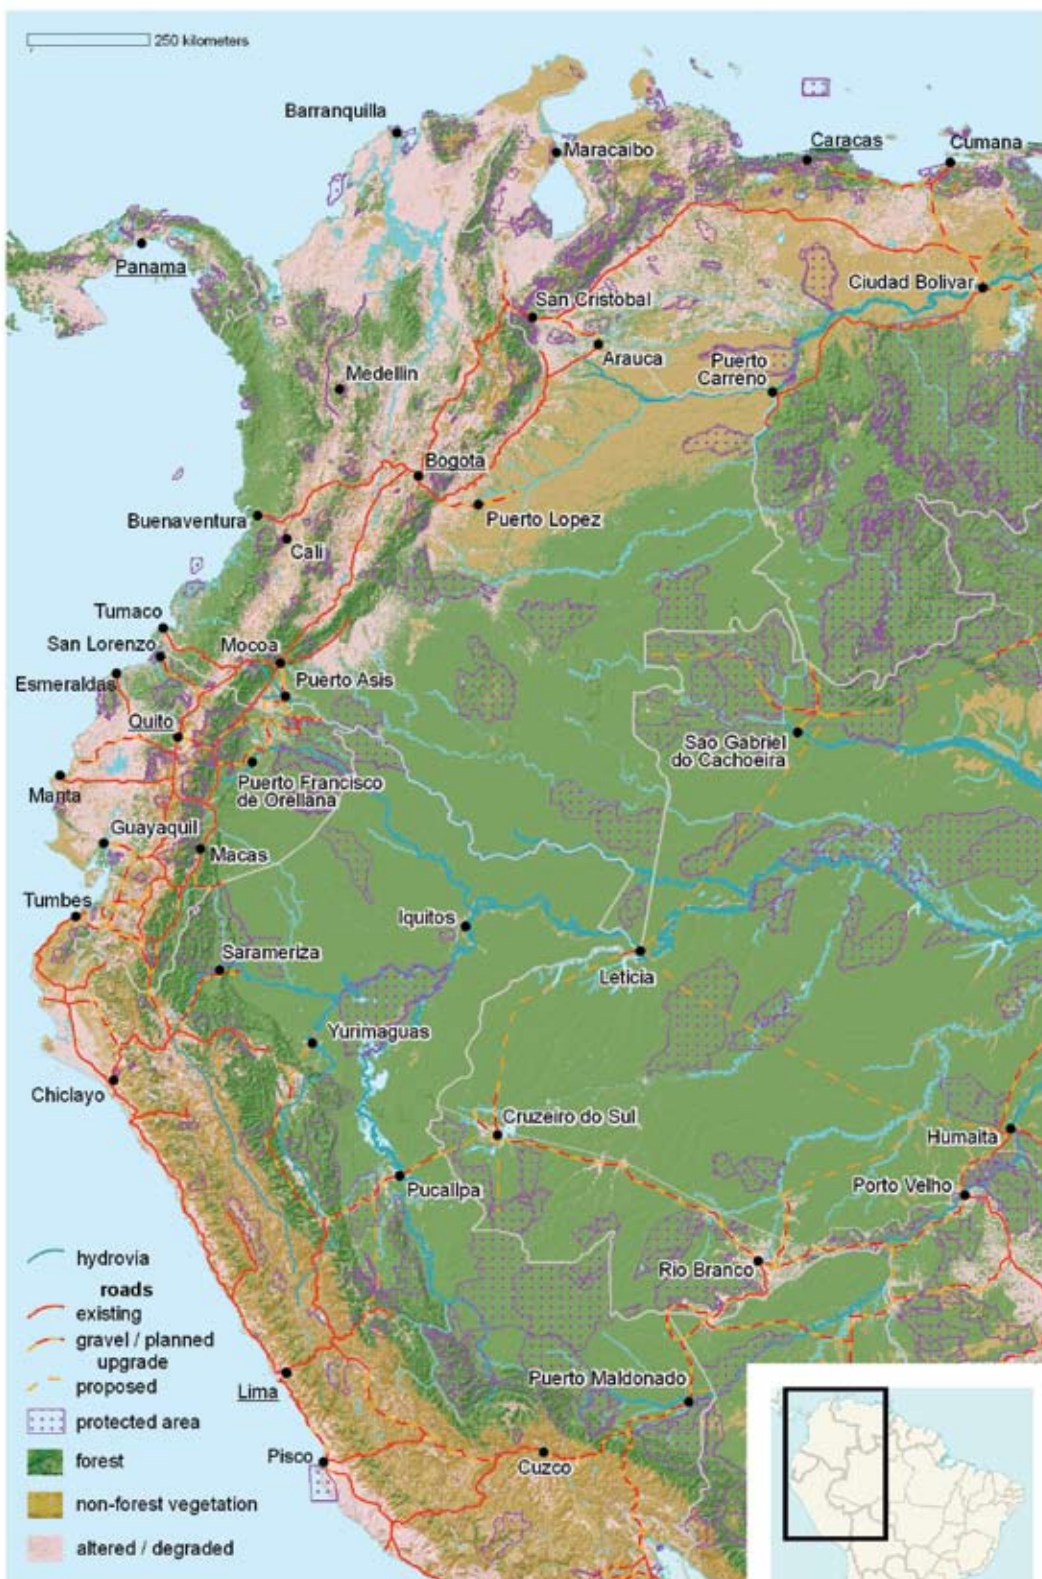 250 kilometers
Barranquilla
Maracaibo
Caracas
Cumana
Panama
San Cristobal
Ciudad Bolivar
Arauca
Puerto
Carreno
Medellin
Bogota
Puerto Lopez
Buenaventura
Cali
Tumaco
San Lorenzo
Mocoa
Esmeraldas
Puerto Asis
Quito
Sao Gabriel
do Cachoeira
Manta
Puerto Francisco
de Orellana
Guayaquil
Macas
Tumbes
Iquitos
Sarameriza
Leticia
Yurimaguas
Chiclayo
Cruzeiro do Sul
Humaita
Pucallpa
Porto Velho
Rio Branco
Puerto Maldonado
Lima
Pisco
Cuzco
hydrovia
roads
existing
gravel / planned
upgrade
proposed
protected area
forest
non-forest vegetation
altered / degraded